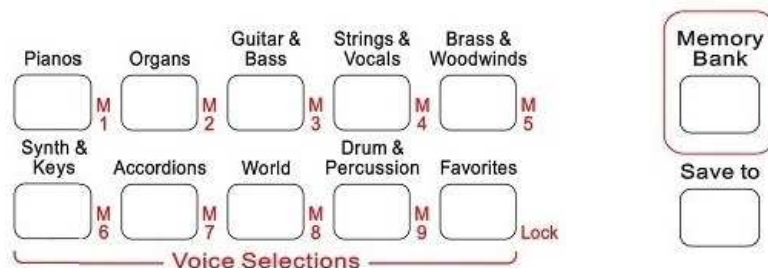 Guitar &
Strings &
Brass &
Memory
Pianos
Organs
Bass
Vocals
Woodwinds
Bank
M
1
M
2
M
3
M
4
M
5
Synth &
Drum &
Keys
Accordions
World
Percussion
Favorites
Save to
M
6
M
7
M
8
M
9
Lock
Voice Selections